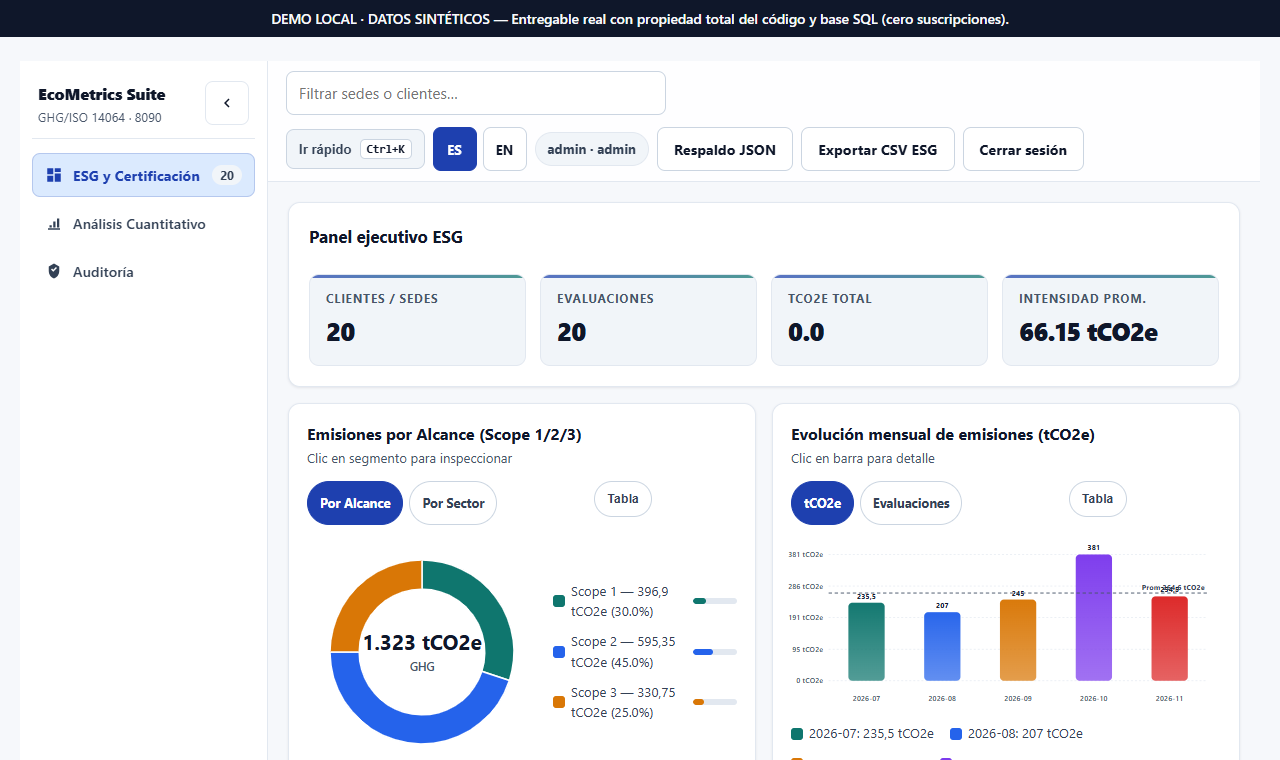 DEMO LOCAL · DATOS SINTÉTICOS — Entregable real con propiedad total del código y base SQL (cero suscripciones).
EcoMetrics Suite
GHG/ISO 14064 · 8090
ESG y Certificación 20
Análisis Cuantitativo
Auditoría
Filtrar sedes o clientes...
Ir rápido Ctrl+K ES EN admin · admin Respaldo JSON Exportar CSV ESG Cerrar sesión
Panel ejecutivo ESG
CLIENTES / SEDES
20
EVALUACIONES
20
TCO2E TOTAL
0.0
INTENSIDAD PROM.
66.15 tCO2e
Emisiones por Alcance (Scope 1/2/3)
Clic en segmento para inspeccionar
Por Alcance Por Sector Tabla
1.323 tCO2e
GHG
Scope 1 — 396,9
tCO2e (30.0%)
Scope 2 — 595,35
tCO2e (45.0%)
Scope 3 — 330,75
tCO2e (25.0%)
Evolución mensual de emisiones (tCO2e)
Clic en barra para detalle
tCO2e Evaluaciones Tabla
381
381 tCO2e
286 tCO2e
235,5
207
245
191 tCO2e
95 tCO2e
0 tCO2e
2026-07 2026-08 2026-09 2026-10 2026-11
2026-07: 235,5 tCO2e 2026-08: 207 tCO2e